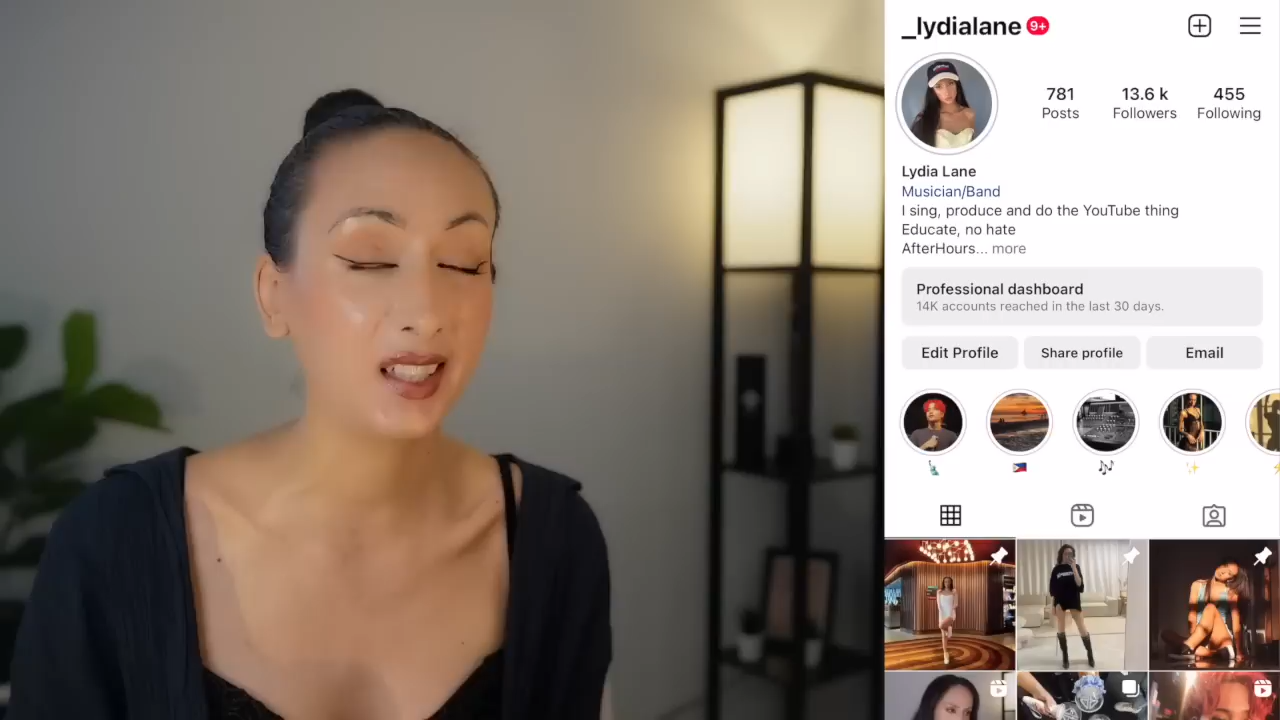 _lydialane 9+
781
Posts
13.6 k
Followers
455
Following
Lydia Lane
Musician/Band
I sing, produce and do the YouTube thing
Educate, no hate
AfterHours... more
Professional dashboard
14K accounts reached in the last 30 days.
Edit Profile
Share profile
Email